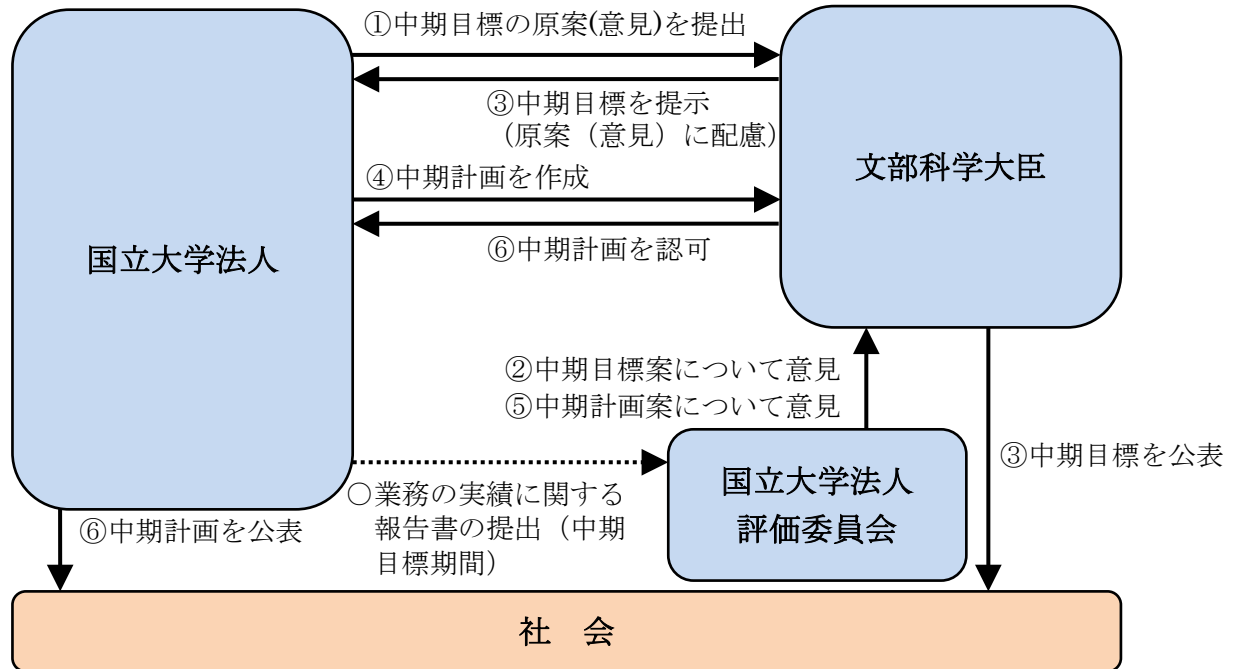 ①中期目標の原案(意見)を提出
③中期目標を提示
（原案（意見）に配慮）
④中期計画を作成
⑥中期計画を認可
国立大学法人
文部科学大臣
②中期目標案について意見
⑤中期計画案について意見
③中期目標を公表
国立大学法人
評価委員会
○業務の実績に関する
報告書の提出（中期
目標期間）
⑥中期計画を公表
社　会